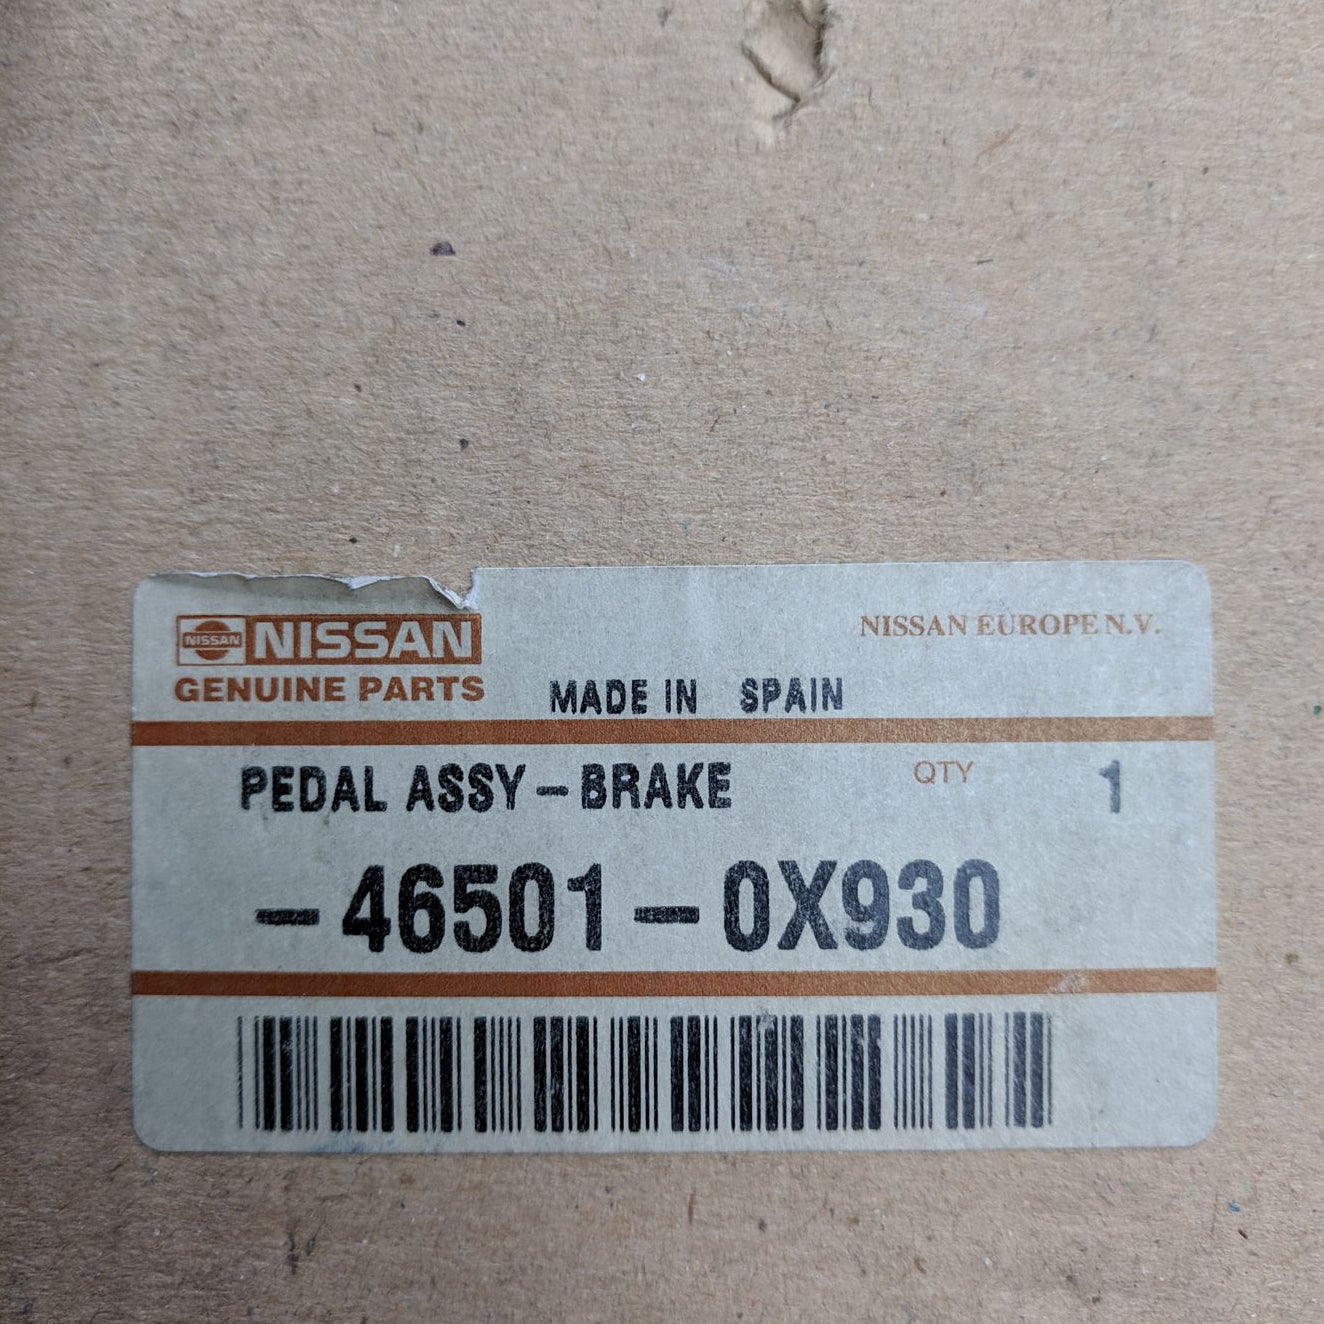 NISSAN NISSAN
GENUINE PARTS
NISSAN EUROPE N.V.
MADE IN SPAIN
PEDAL ASSY-BRAKE QTY 1
-46501-0X930